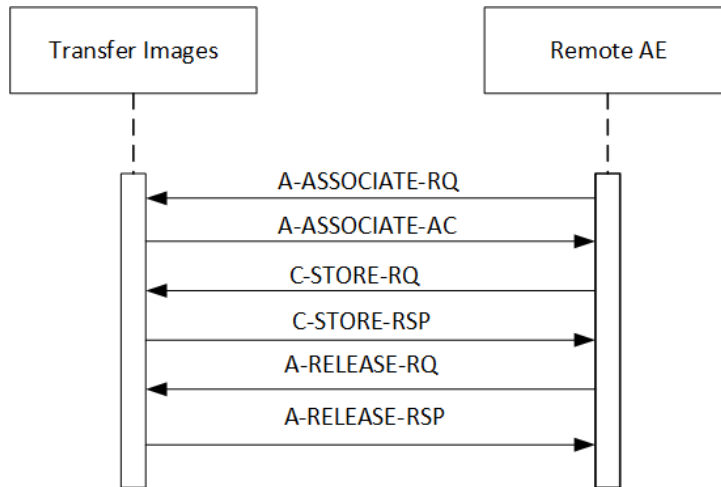 Transfer Images
Remote AE
A-ASSOCIATE-RQ
A-ASSOCIATE-AC
C-STORE-RQ
C-STORE-RSP
A-RELEASE-RQ
A-RELEASE-RSP